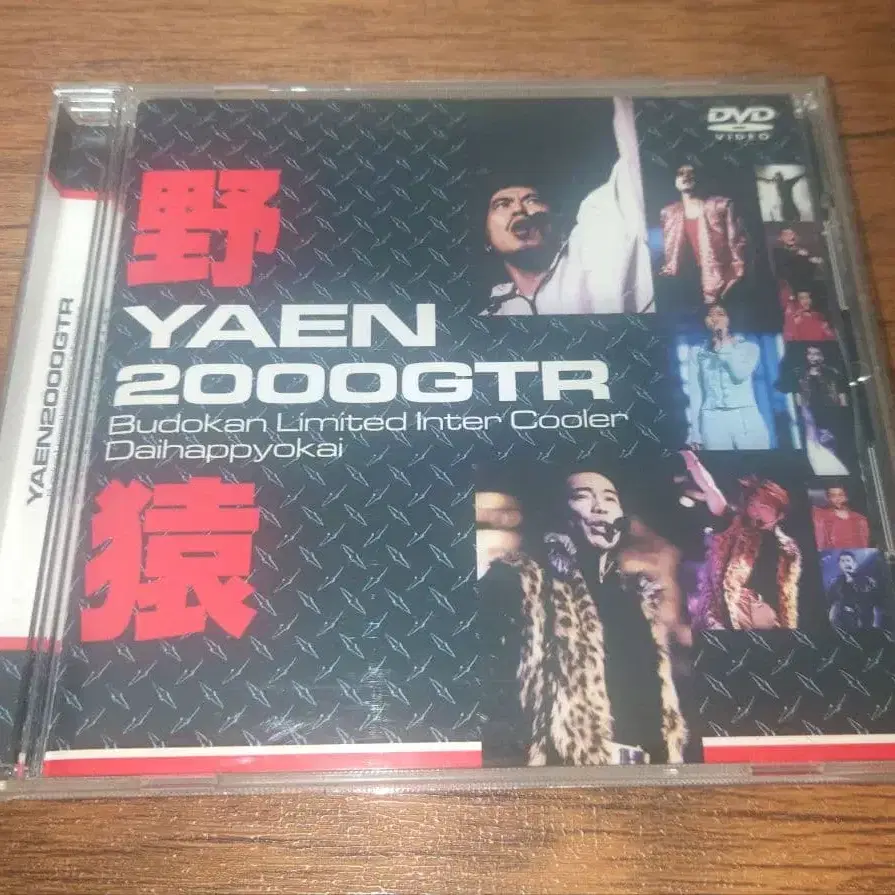 野
猿
YAEN
2000GTR
Budokan Limited Inter Cooler
Daihappyokai
DVD
VIDEO
YAEN2000GTR